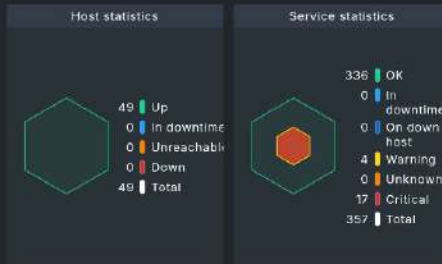 Host statistics
49 Up
0 In downtime
0 Unreachable
0 Down
49 Total
Service statistics
336 OK
0 In
downtime
0 On down
host
4 Warning
0 Unknown
17 Critical
357 Total